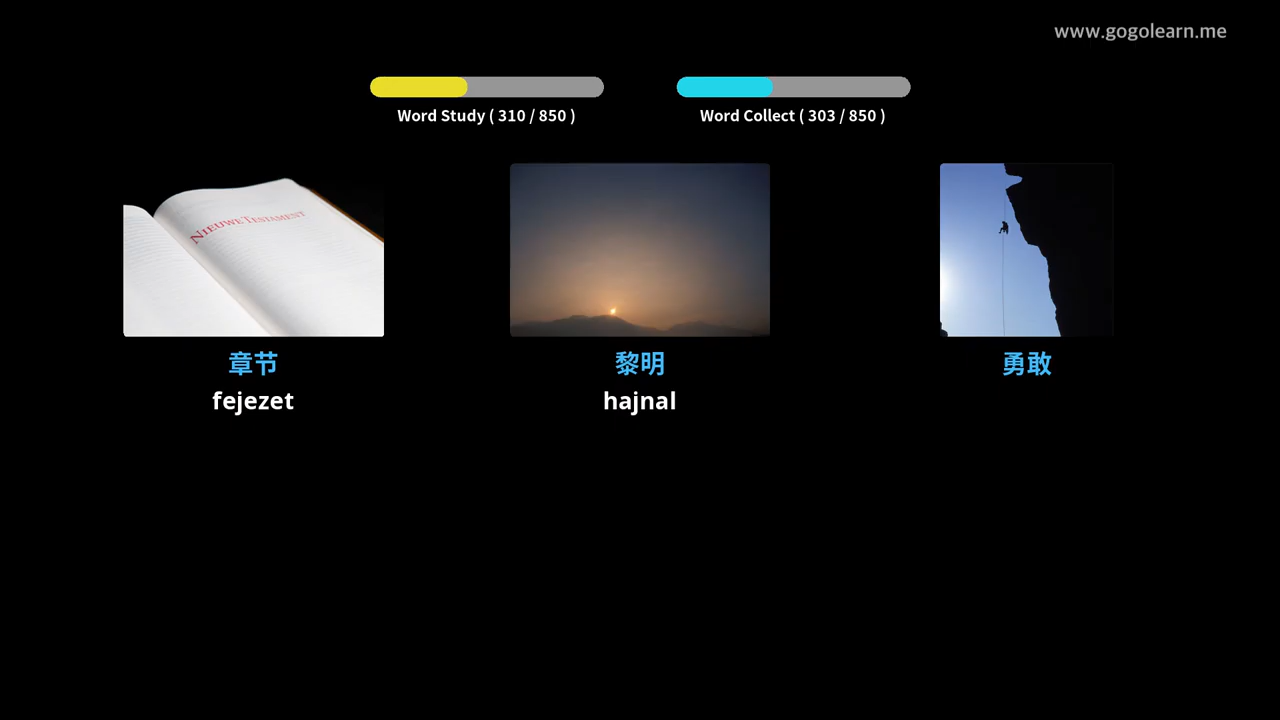 www.gogolearn.me
Word Study ( 310 / 850 )
Word Collect ( 303 / 850 )
NIEUWE TESTAMENT
章节
fejezet
黎明
hajnal
勇敢